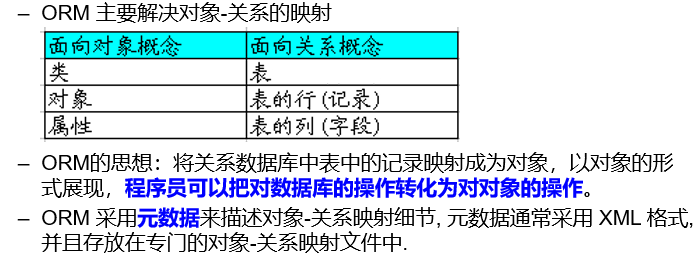 – ORM 主要解决对象-关系的映射
面向对象概念 面向关系概念
类 表
对象 表的行(记录)
属性 表的列(字段)
– ORM的思想：将关系数据库中表中的记录映射成为对象，以对象的形
式展现，程序员可以把对数据库的操作转化为对对象的操作。
– ORM 采用元数据来描述对象-关系映射细节, 元数据通常采用 XML 格式,
并且存放在专门的对象-关系映射文件中.